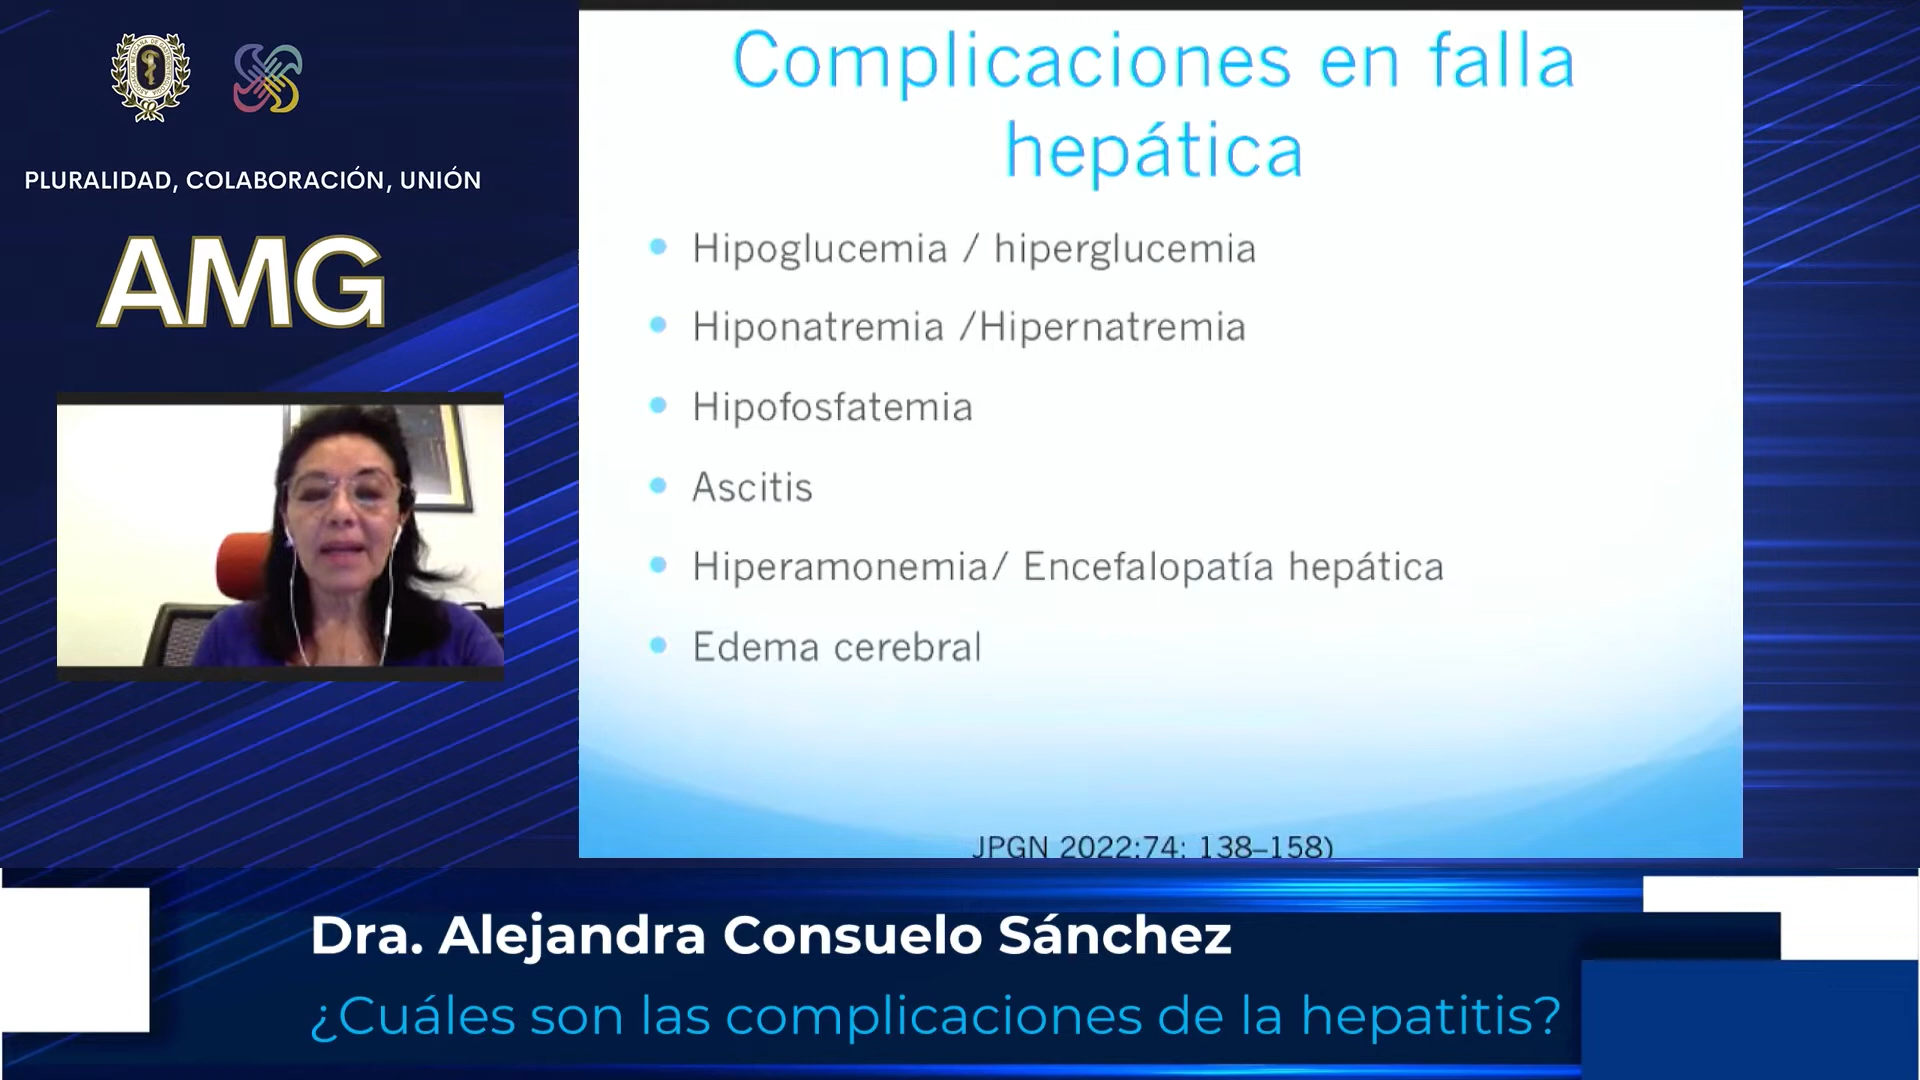 PLURALIDAD, COLABORACIÓN, UNIÓN
AMG
Complicaciones en falla
hepática
Hipoglucemia / hiperglucemia
Hiponatremia /Hipernatremia
Hipofosfatemia
Ascitis
Hiperamonemia/ Encefalopatía hepática
Edema cerebral
JPGN 2022;74: 138–158)
Dra. Alejandra Consuelo Sánchez
¿Cuáles son las complicaciones de la hepatitis?